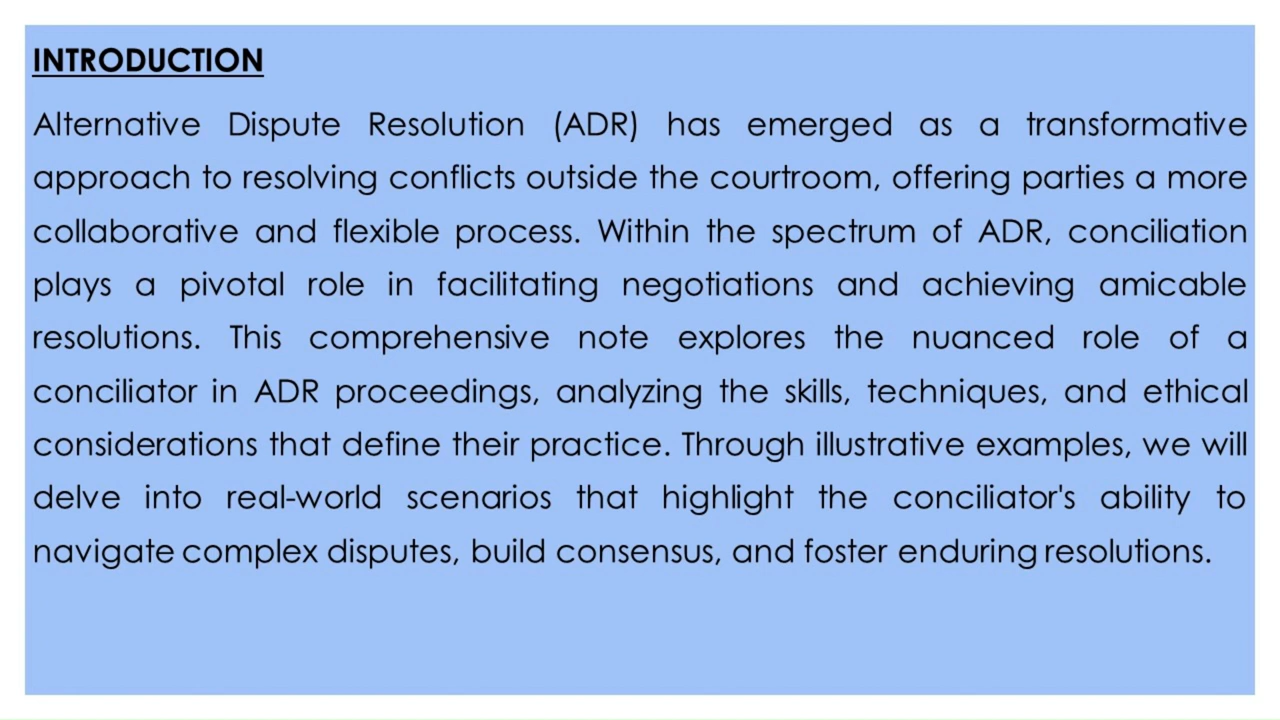 INTRODUCTION
Alternative Dispute Resolution (ADR) has emerged as a transformative
approach to resolving conflicts outside the courtroom, offering parties a more
collaborative and flexible process. Within the spectrum of ADR, conciliation
plays a pivotal role in facilitating negotiations and achieving amicable
resolutions. This comprehensive note explores the nuanced role of a
conciliator in ADR proceedings, analyzing the skills, techniques, and ethical
considerations that define their practice. Through illustrative examples, we will
delve into real-world scenarios that highlight the conciliator's ability to
navigate complex disputes, build consensus, and foster enduring resolutions.